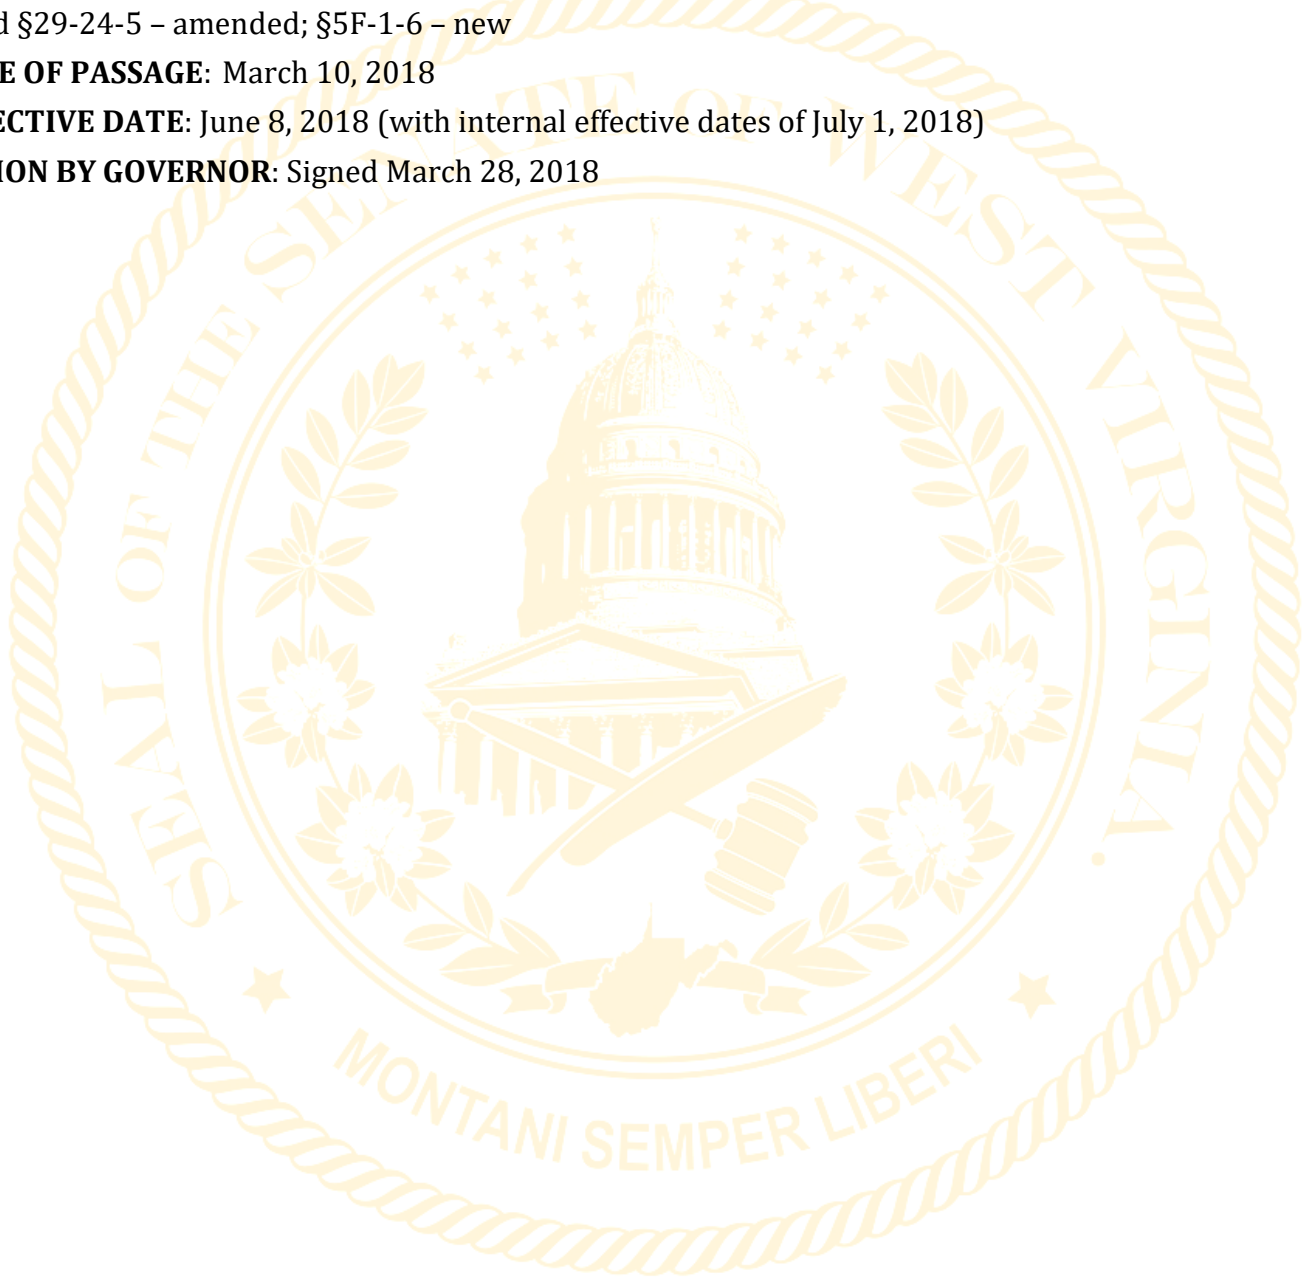 d §29-24-5 – amended; §5F-1-6 – new
E OF PASSAGE: March 10, 2018
ECTIVE DATE: June 8, 2018 (with internal effective dates of July 1, 2018)
ION BY GOVERNOR: Signed March 28, 2018
SEAL OF THE SENATE OF WEST VIRGINIA
MONTANI SEMPER LIBERI